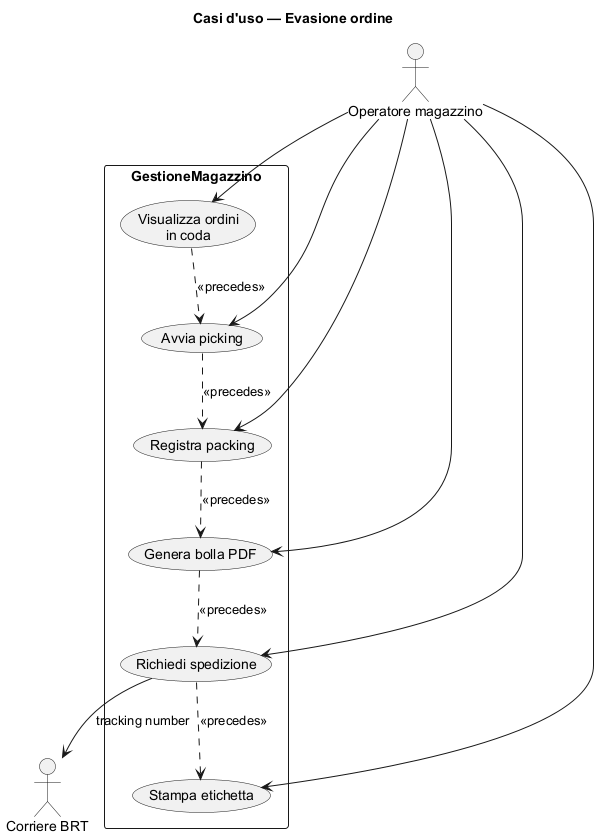 Casi d'uso — Evasione ordine
Operatore magazzino
GestioneMagazzino
Visualizza ordini
in coda
«precedes»
Avvia picking
«precedes»
Registra packing
«precedes»
Genera bolla PDF
«precedes»
Richiedi spedizione
tracking number
«precedes»
Stampa etichetta
Corriere BRT